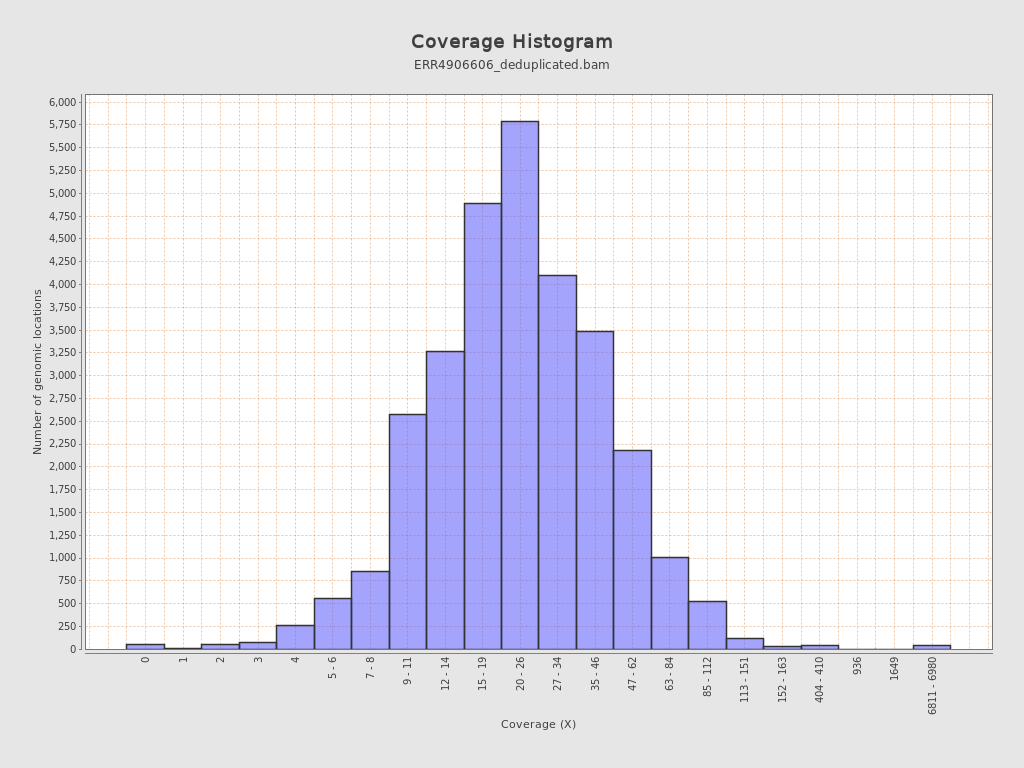 Coverage Histogram
ERR4906606_deduplicated.bam
6,000
5,750
5,500
5,250
5,000
4,750
4,500
4,250
4,000
3,750
3,500
3,250
3,000
2,750
2,500
2,250
2,000
1,750
1,500
1,250
1,000
750
500
250
0
Number of genomic locations
0
1
2
3
4
5 - 6
7 - 8
9 - 11
12 - 14
15 - 19
20 - 26
27 - 34
35 - 46
47 - 62
63 - 84
85 - 112
113 - 151
152 - 163
404 - 410
936
1649
6811 - 6980
Coverage (X)